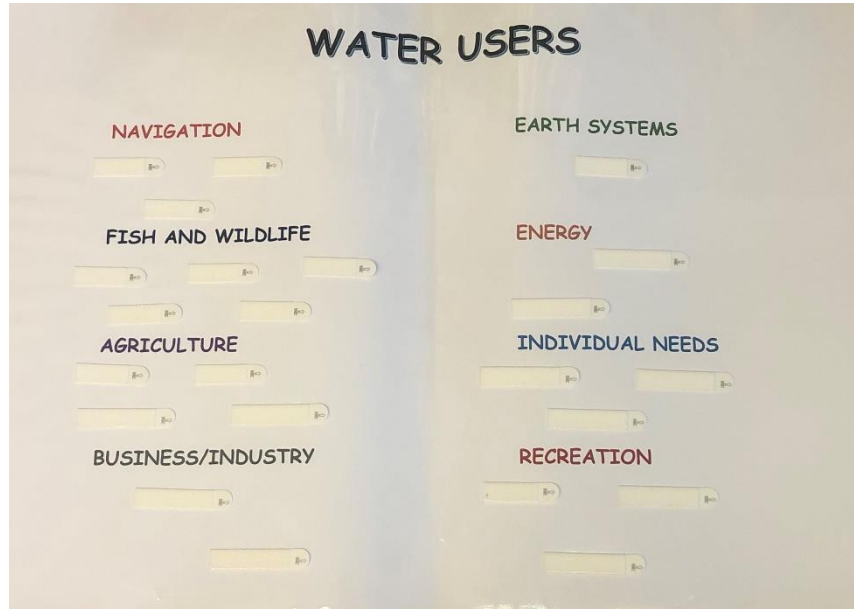 WATER USERS
NAVIGATION
FISH AND WILDLIFE
AGRICULTURE
BUSINESS/INDUSTRY
EARTH SYSTEMS
ENERGY
INDIVIDUAL NEEDS
RECREATION